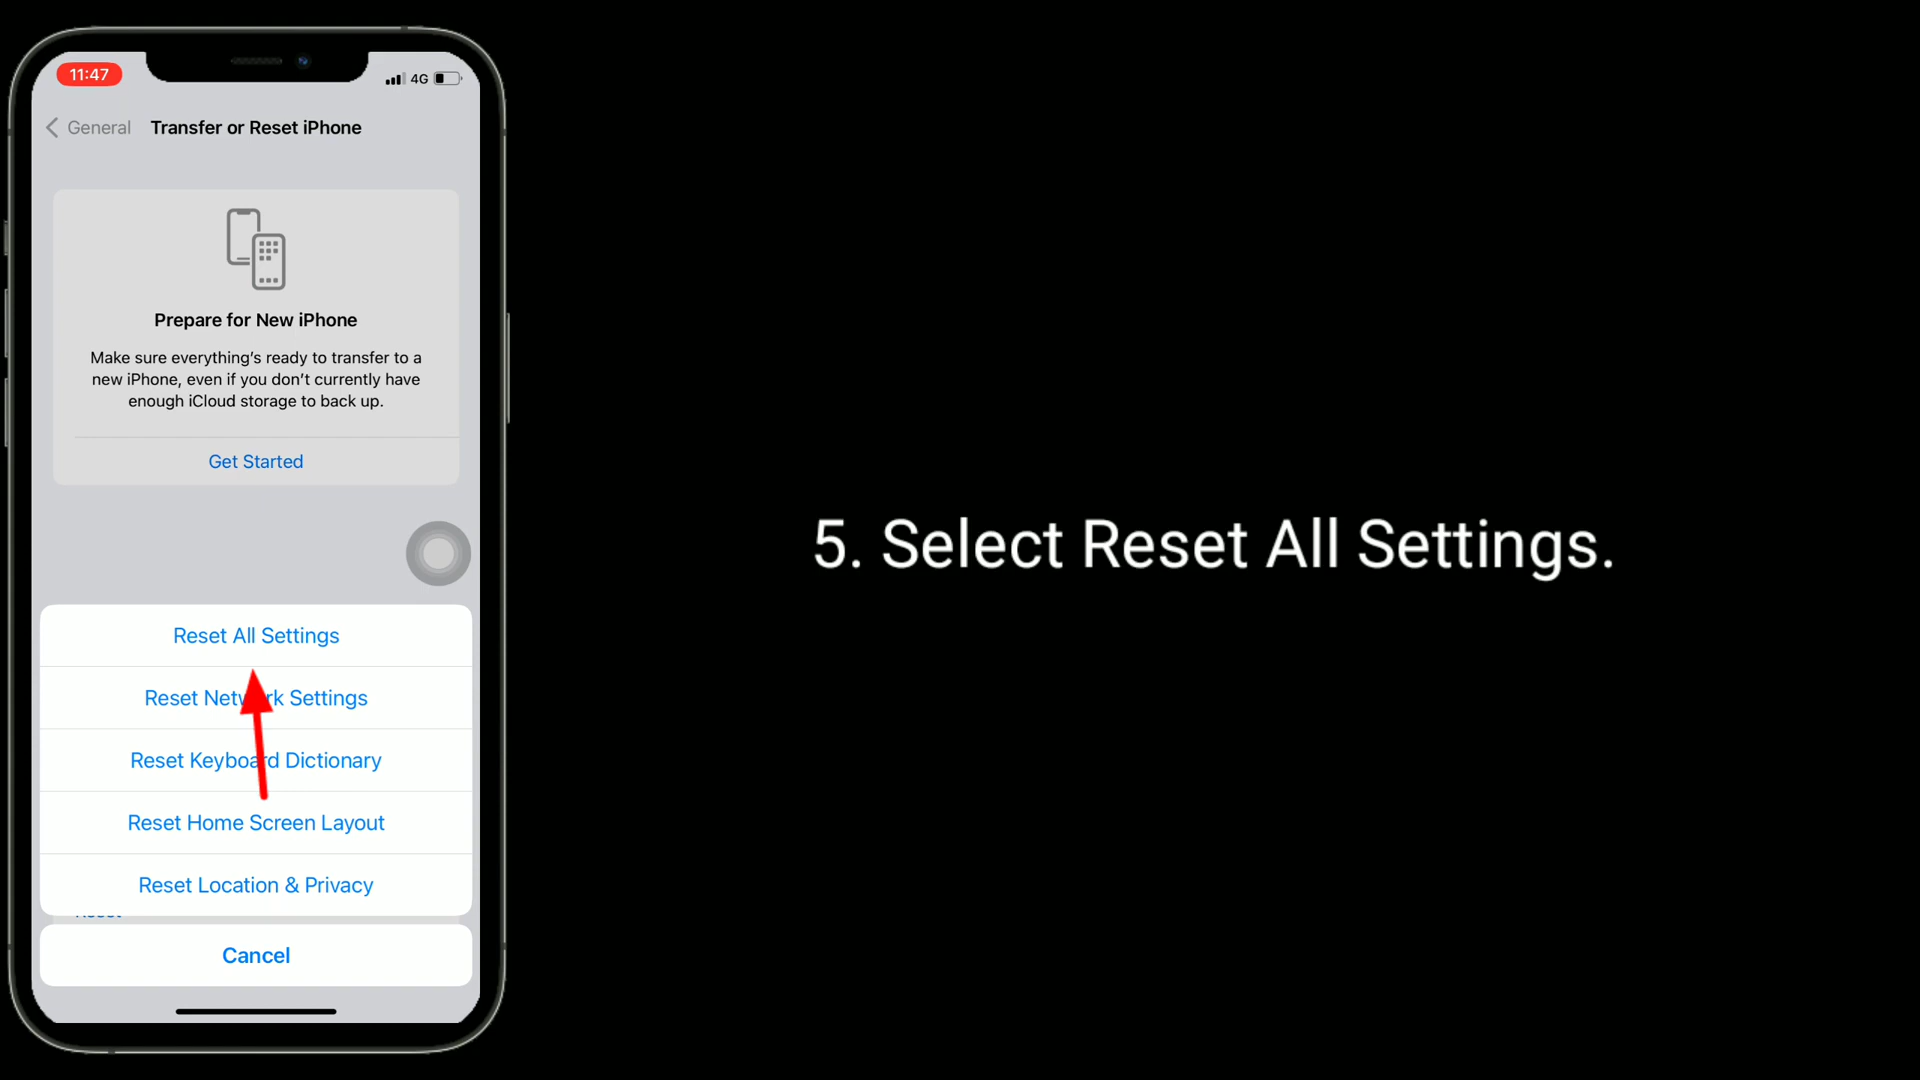 11:47
4G
General
Transfer or Reset iPhone
Prepare for New iPhone
Make sure everything's ready to transfer to a
new iPhone, even if you don't currently have
enough iCloud storage to back up.
Get Started
5. Select Reset All Settings.
Reset All Settings
Reset Network Settings
Reset Keyboard Dictionary
Reset Home Screen Layout
Reset Location & Privacy
Reset
Cancel